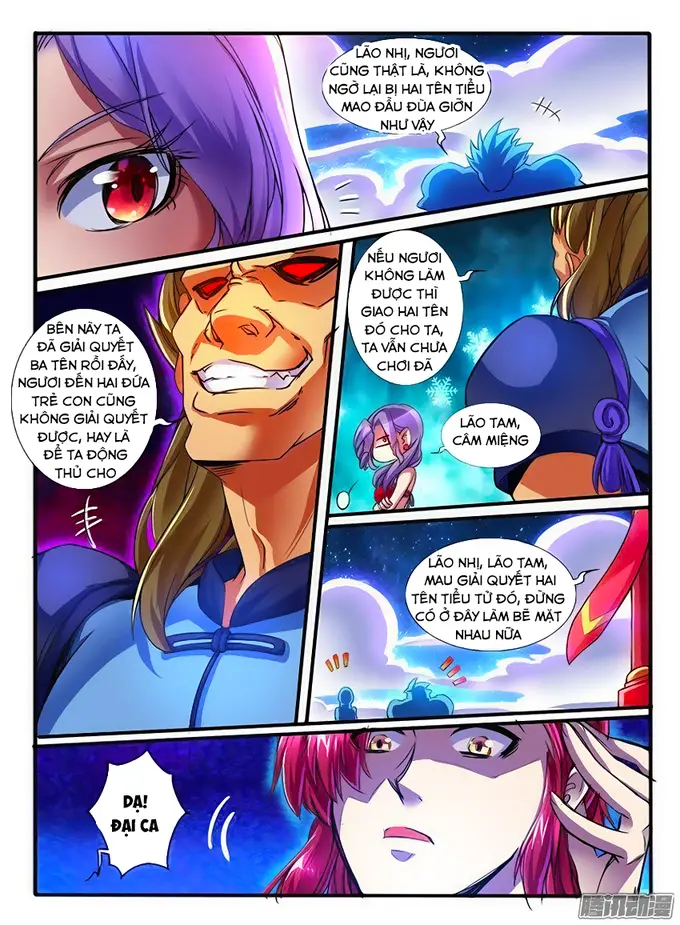 LÃO NHỊ, NGƯƠI
CŨNG THẬT LÀ, KHÔNG
NGỜ LẠI BỊ HAI TÊN TIỂU
MAO ĐẦU ĐÙA GIỠN
NHƯ VẬY
NẾU NGƯƠI
KHÔNG LÀM
ĐƯỢC THÌ
GIAO HAI TÊN
ĐÓ CHO TA,
TA VẪN CHƯA
CHƠI ĐÃ
BÊN NÀY TA
ĐÃ GIẢI QUYẾT
BA TÊN RỒI ĐẤY,
NGƯƠI ĐẾN HAI ĐỨA
TRẺ CON CŨNG
KHÔNG GIẢI QUYẾT
ĐƯỢC, HAY LÀ
ĐỂ TA ĐỘNG
THỦ CHO
LÃO TAM,
CÂM MIỆNG
LÃO NHỊ, LÃO TAM,
MAU GIẢI QUYẾT HAI
TÊN TIỂU TỬ ĐÓ, ĐỪNG
CÓ Ở ĐÂY LÀM BẼ MẶT
NHAU NỮA
DẠ!
ĐẠI CA
腾讯动漫